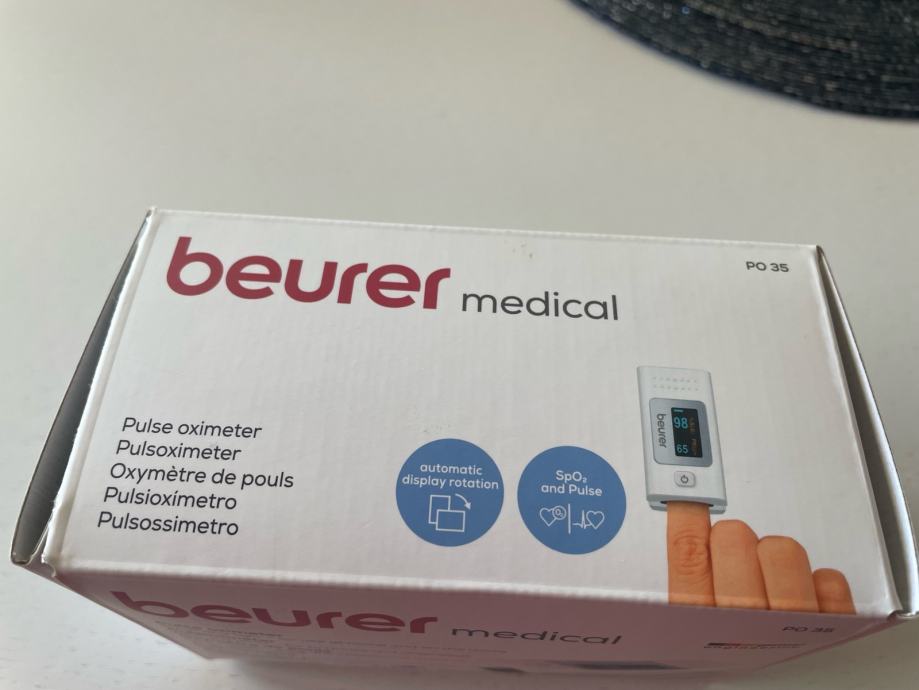 beurer medical
PO 35
Pulse oximeter
Pulsoximeter
Oxymètre de pouls
Pulsioxímetro
Pulsossimetro
automatic
display rotation
SpO₂
and Pulse
O₂
98
65
beurer
beurer medical
PO 35